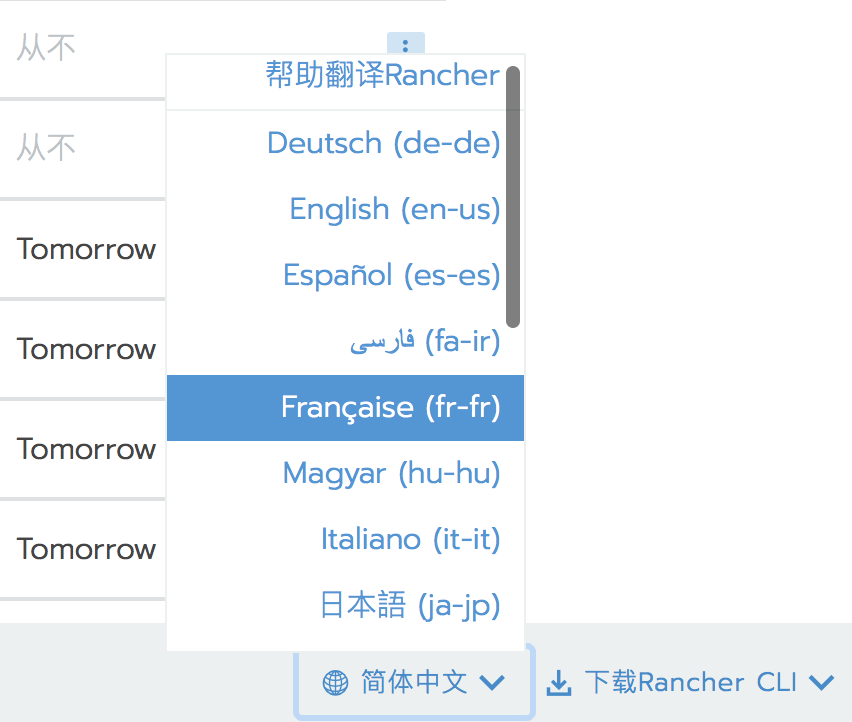 从不
从不
Tomorrow
Tomorrow
Tomorrow
Tomorrow
帮助翻译Rancher
Deutsch (de-de)
English (en-us)
Español (es-es)
فارسی (fa-ir)
Française (fr-fr)
Magyar (hu-hu)
Italiano (it-it)
日本語 (ja-jp)
简体中文
下载Rancher CLI